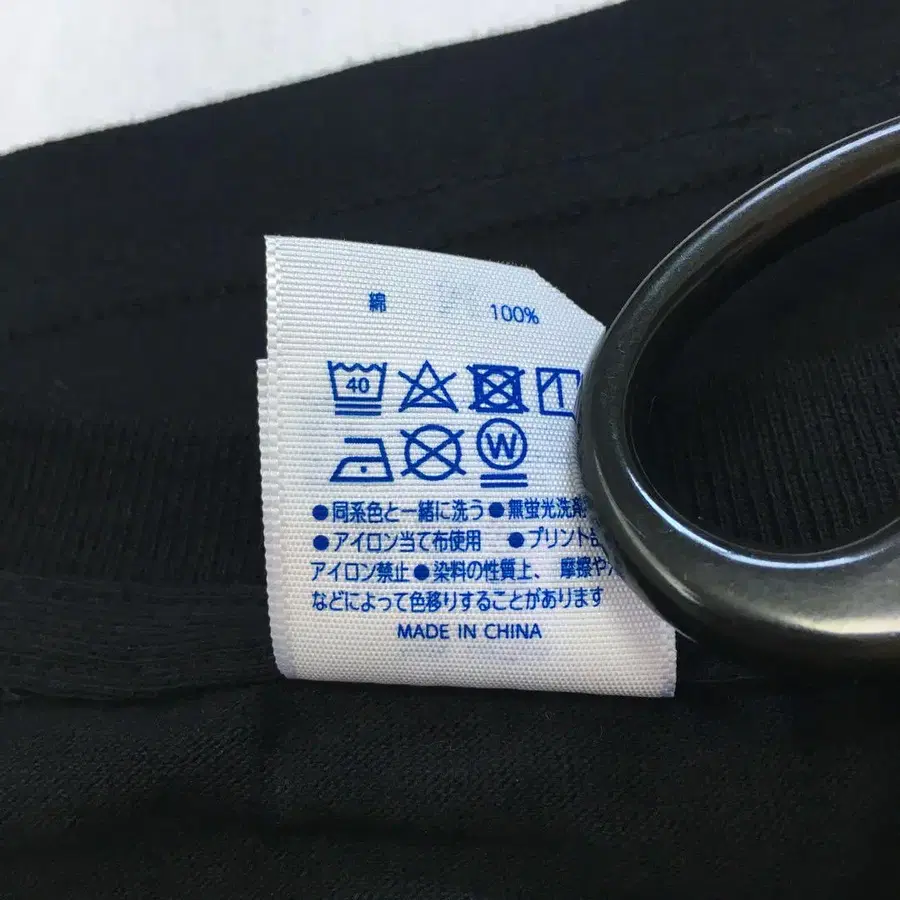 綿 100%
40
W
●同系色と一緒に洗う●無蛍光洗剤
●アイロン当て布使用 ●プリント
アイロン禁止●染料の性質上、摩擦や
などによって色移りすることがあります
MADE IN CHINA